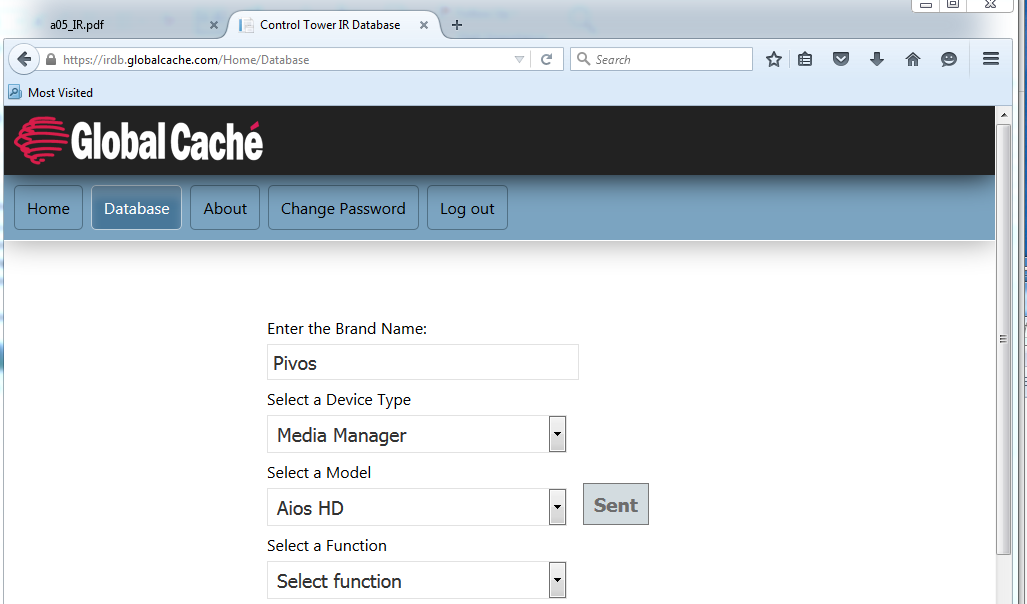 a05_IR.pdf
Control Tower IR Database
https://irdb.globalcache.com/Home/Database
Search
Most Visited
Global Caché
Home
Database
About
Change Password
Log out
Enter the Brand Name:
Pivos
Select a Device Type
Media Manager
Select a Model
Aios HD
Sent
Select a Function
Select function